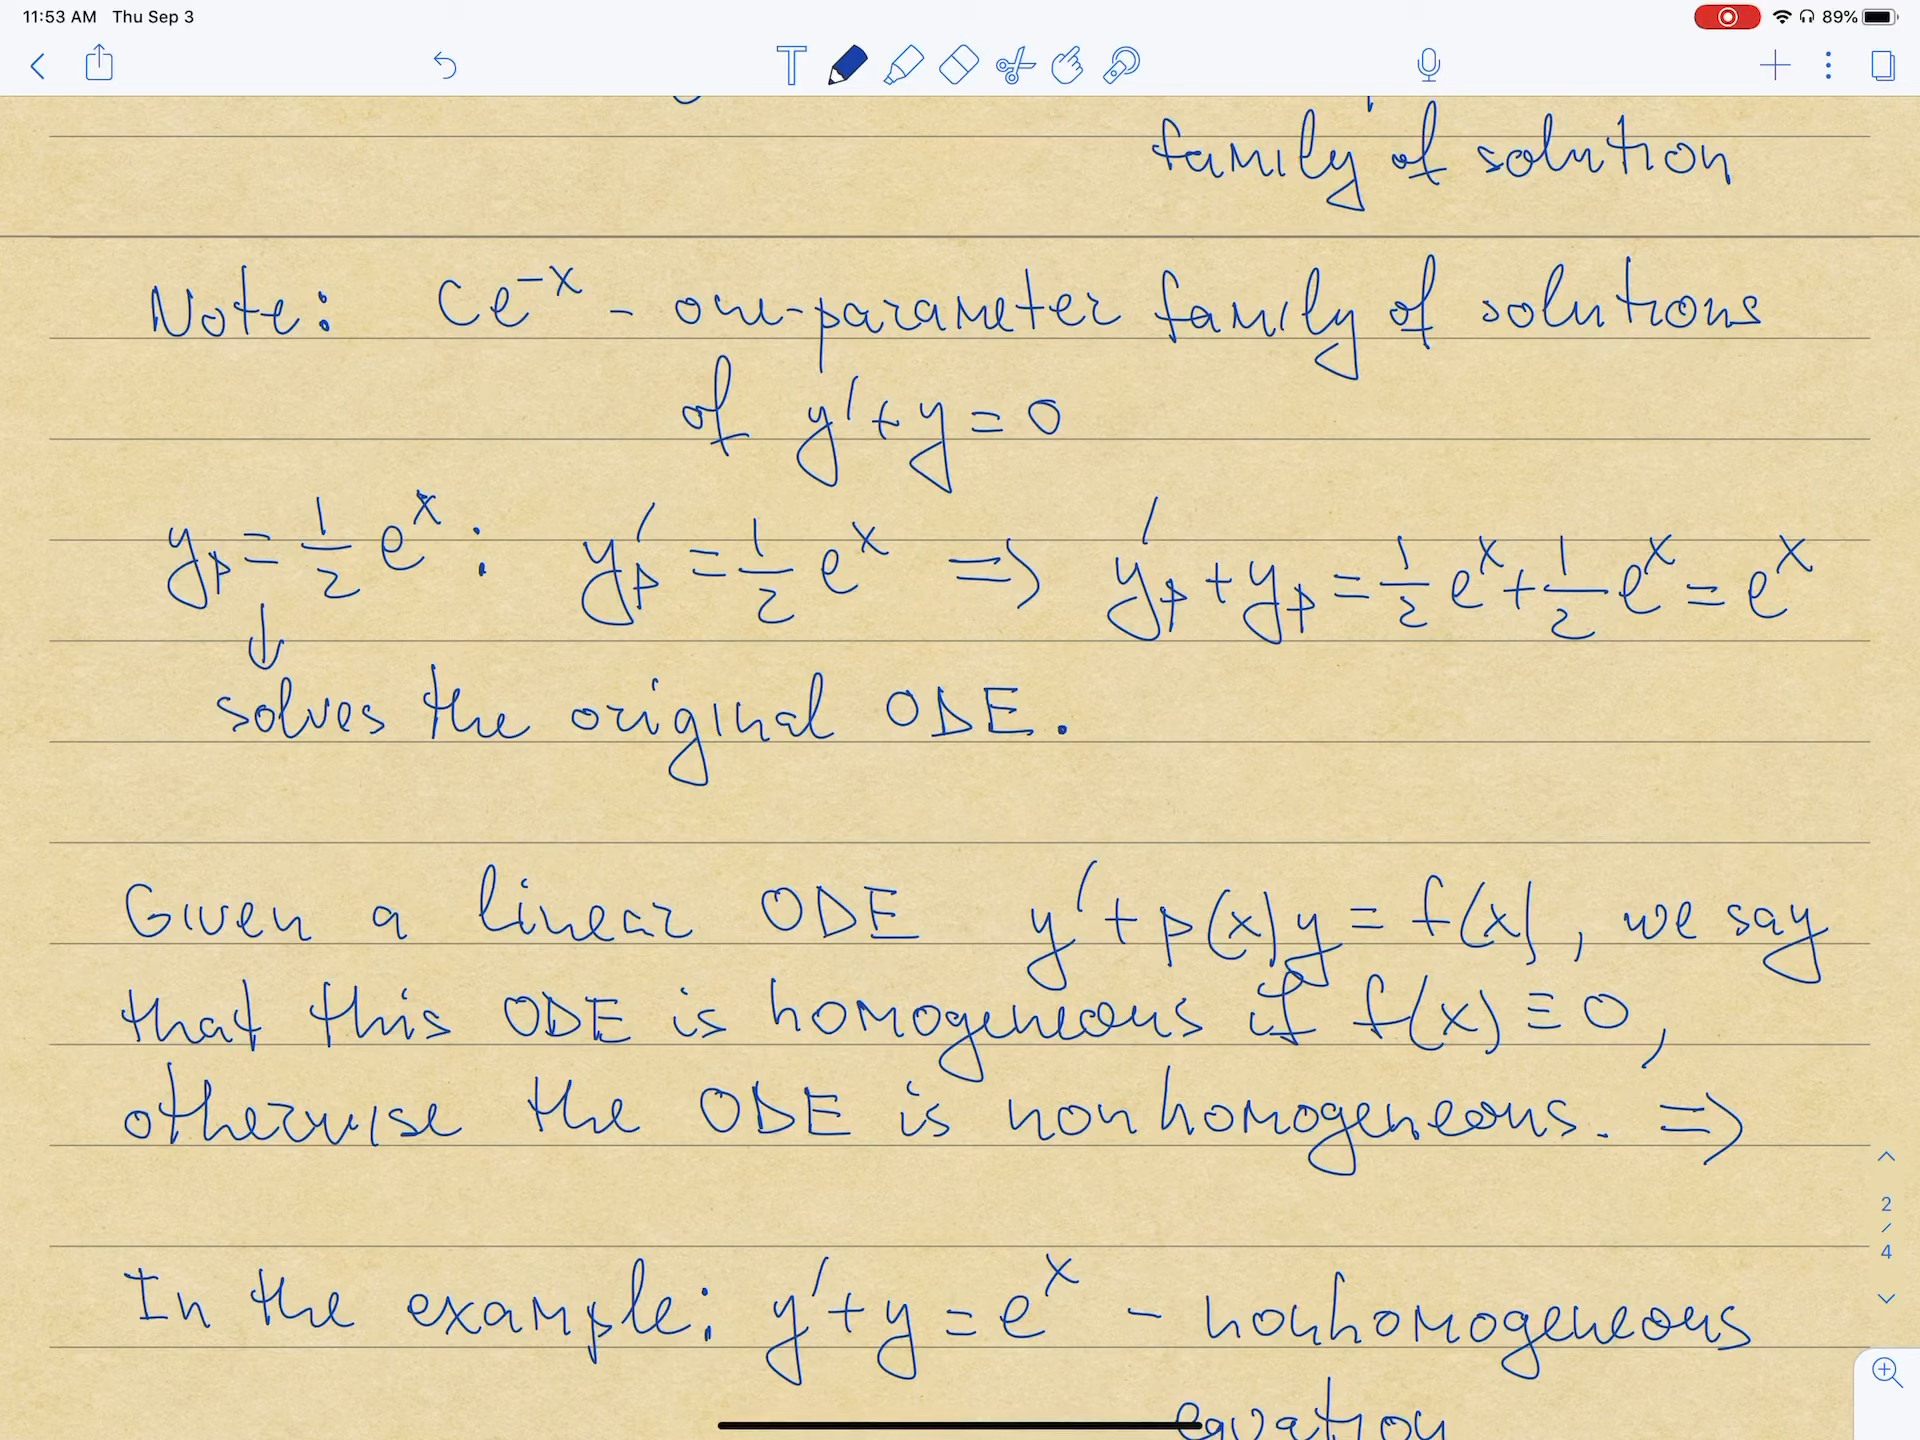 11:53 AM Thu Sep 3 89%
family of solution
Note: Ce^{-x} - one-parameter family of solutions
of y' + y = 0
y_p = 1/2 e^x : y_p' = 1/2 e^x => y_p' + y_p = 1/2 e^x + 1/2 e^x = e^x
↓
solves the original ODE.
Given a linear ODE y' + p(x)y = f(x), we say
that this ODE is homogeneous if f(x) ≡ 0,
otherwise the ODE is nonhomogeneous. =>
2
/
4
In the example: y' + y = e^x - nonhomogeneous
equation